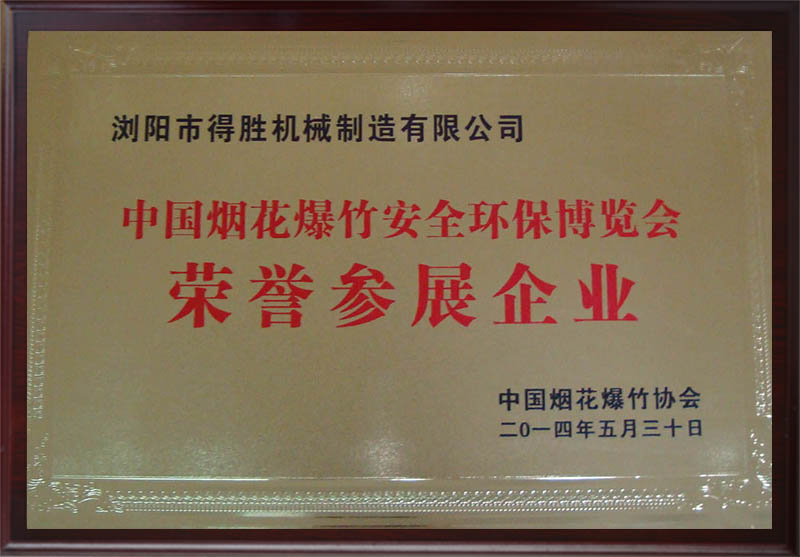 浏阳市得胜机械制造有限公司
中国烟花爆竹安全环保博览会
荣誉参展企业
中国烟花爆竹协会
二0一四年五月三十日